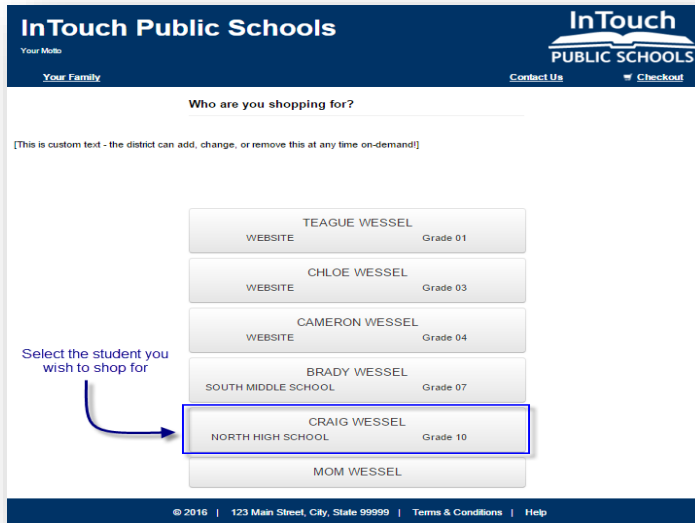 InTouch Public Schools
Your Motto
InTouch
PUBLIC SCHOOLS
Your Family
Contact Us
Checkout
Who are you shopping for?
[This is custom text - the district can add, change, or remove this at any time on-demand!]
TEAGUE WESSEL
WEBSITE Grade 01
CHLOE WESSEL
WEBSITE Grade 03
CAMERON WESSEL
WEBSITE Grade 04
Select the student you
wish to shop for
BRADY WESSEL
SOUTH MIDDLE SCHOOL Grade 07
CRAIG WESSEL
NORTH HIGH SCHOOL Grade 10
MOM WESSEL
© 2016 | 123 Main Street, City, State 99999 | Terms & Conditions | Help